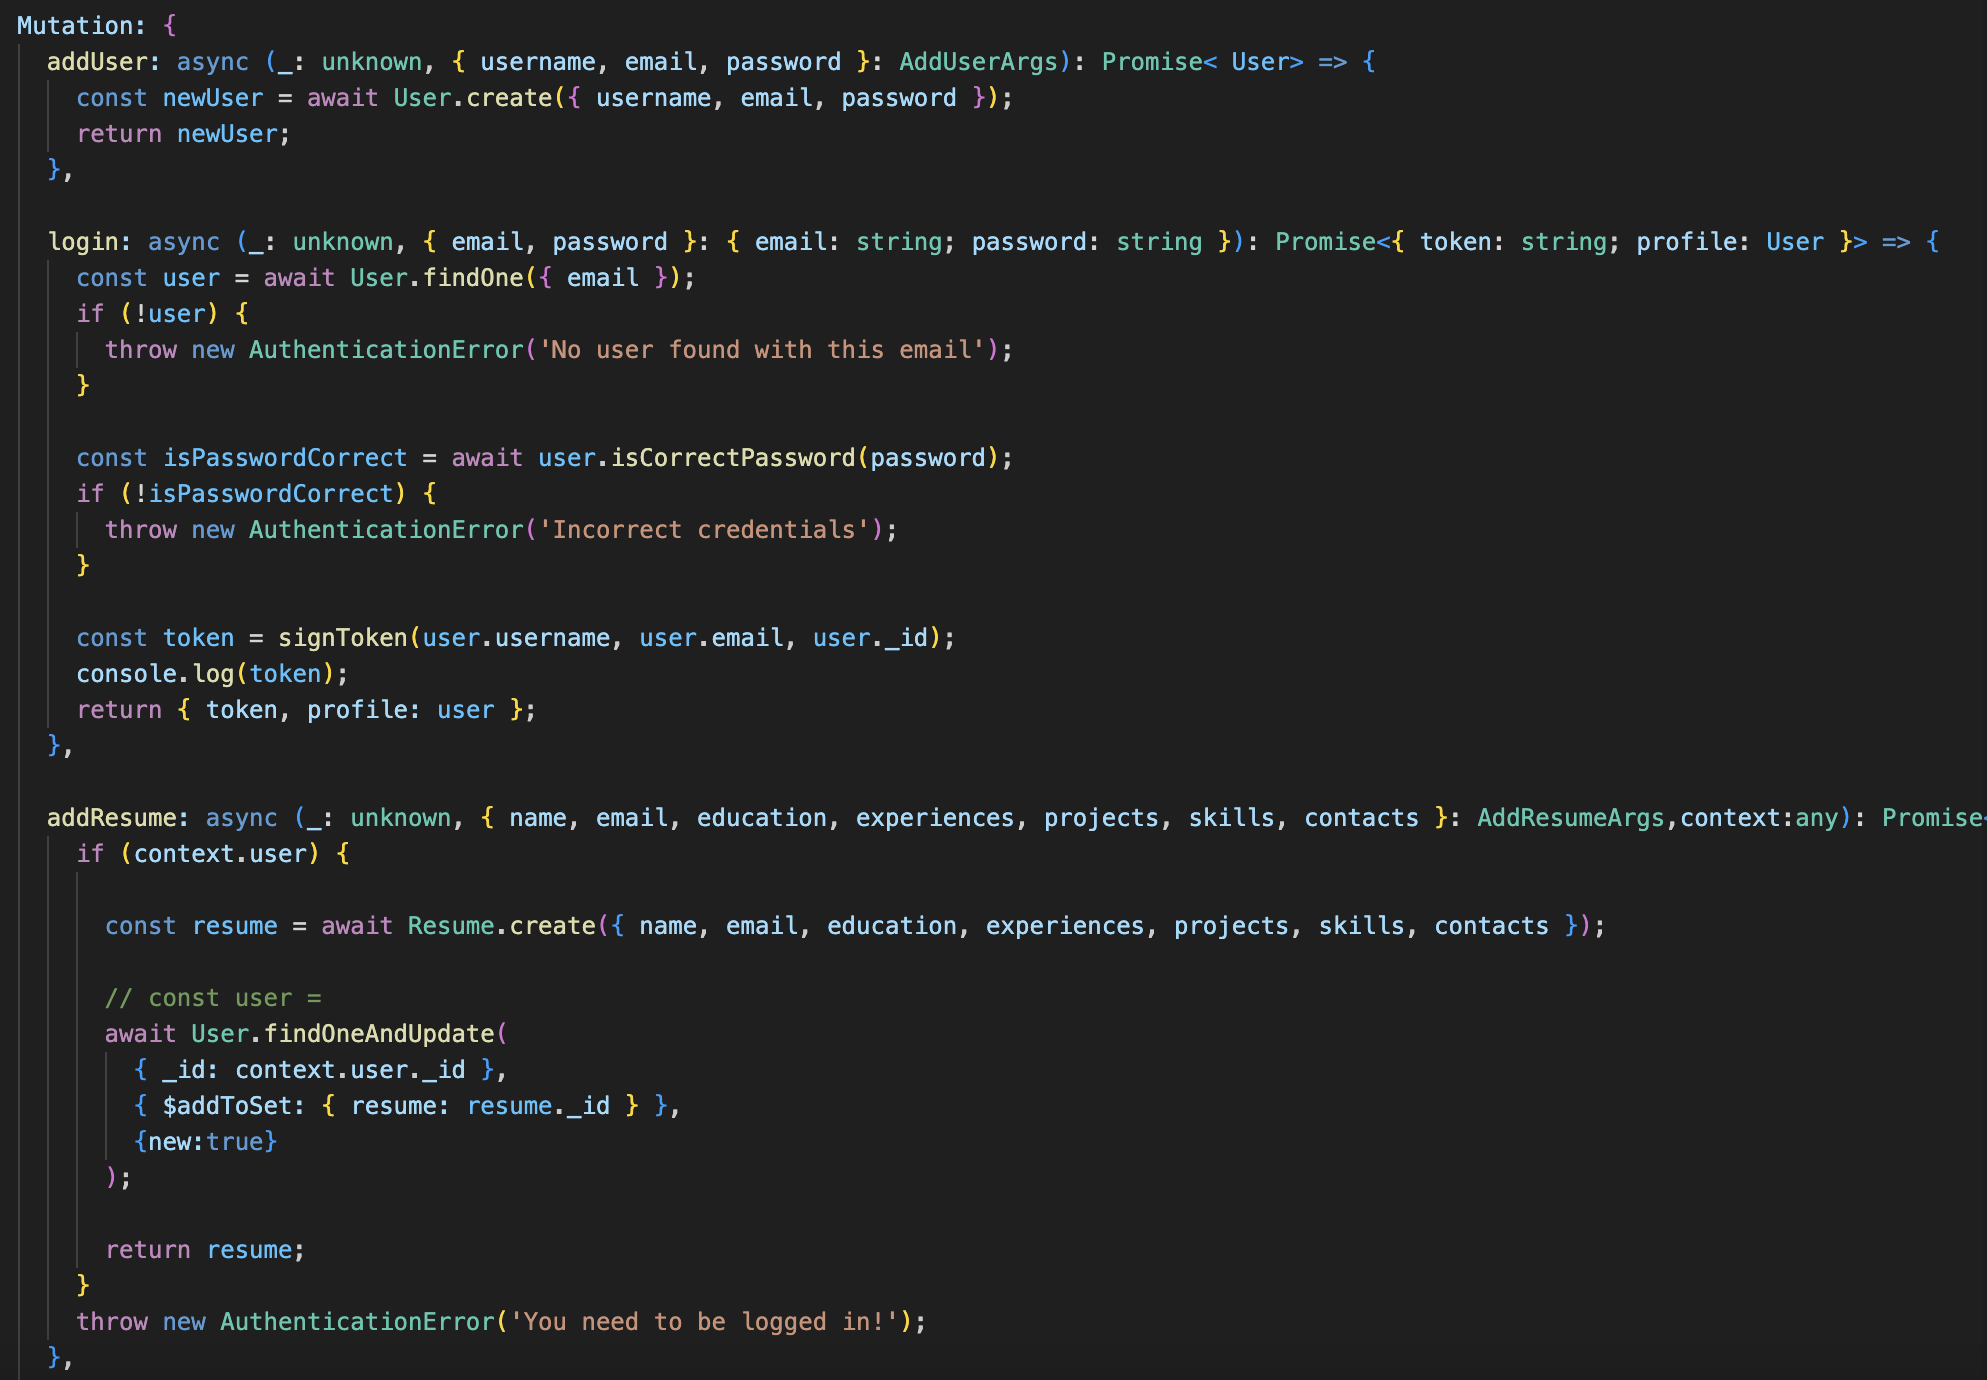 Mutation: {
addUser: async (_: unknown, { username, email, password }: AddUserArgs): Promise< User> => {
const newUser = await User.create({ username, email, password });
return newUser;
},
login: async (_: unknown, { email, password }: { email: string; password: string }): Promise<{ token: string; profile: User }> => {
const user = await User.findOne({ email });
if (!user) {
throw new AuthenticationError('No user found with this email');
}
const isPasswordCorrect = await user.isCorrectPassword(password);
if (!isPasswordCorrect) {
throw new AuthenticationError('Incorrect credentials');
}
const token = signToken(user.username, user.email, user._id);
console.log(token);
return { token, profile: user };
},
addResume: async (_: unknown, { name, email, education, experiences, projects, skills, contacts }: AddResumeArgs,context:any): Promise<
if (context.user) {
const resume = await Resume.create({ name, email, education, experiences, projects, skills, contacts });
// const user =
await User.findOneAndUpdate(
{ _id: context.user._id },
{ $addToSet: { resume: resume._id } },
{new:true}
);
return resume;
}
throw new AuthenticationError('You need to be logged in!');
},